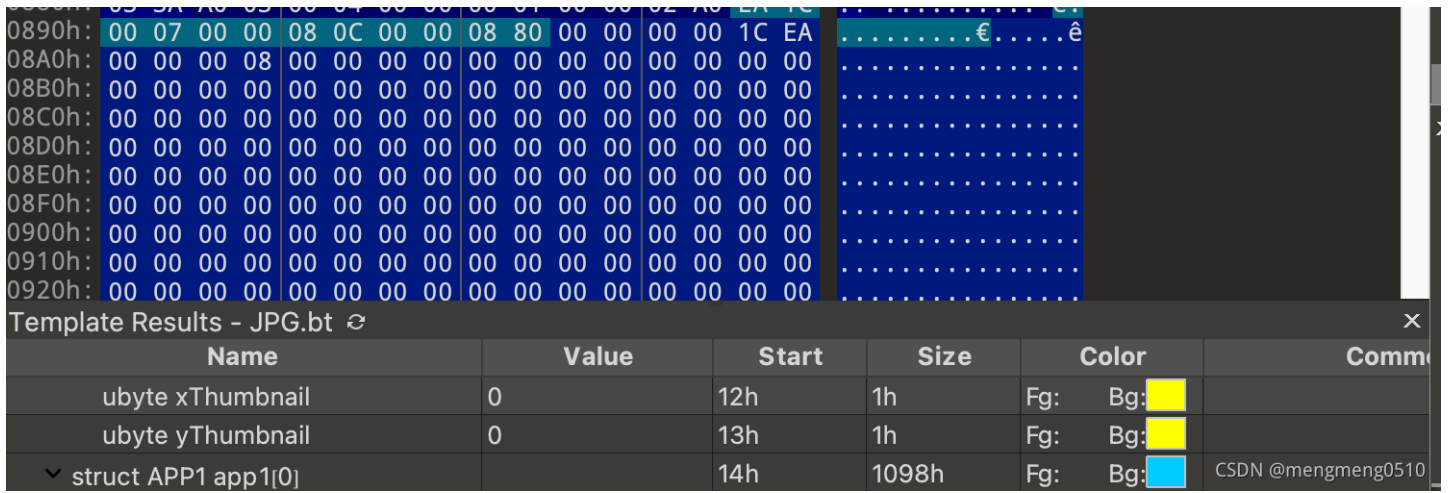 0890h: 00 07 00 00 08 0C 00 00 08 80 00 00 00 00 1C EA .........€.....ê
08A0h: 00 00 00 08 00 00 00 00 00 00 00 00 00 00 00 00 ................
08B0h: 00 00 00 00 00 00 00 00 00 00 00 00 00 00 00 00 ................
08C0h: 00 00 00 00 00 00 00 00 00 00 00 00 00 00 00 00 ................
08D0h: 00 00 00 00 00 00 00 00 00 00 00 00 00 00 00 00 ................
08E0h: 00 00 00 00 00 00 00 00 00 00 00 00 00 00 00 00 ................
08F0h: 00 00 00 00 00 00 00 00 00 00 00 00 00 00 00 00 ................
0900h: 00 00 00 00 00 00 00 00 00 00 00 00 00 00 00 00 ................
0910h: 00 00 00 00 00 00 00 00 00 00 00 00 00 00 00 00 ................
0920h: 00 00 00 00 00 00 00 00 00 00 00 00 00 00 00 00 ................
Template Results - JPG.bt
Name Value Start Size Color
ubyte xThumbnail 0 12h 1h Fg: Bg:
ubyte yThumbnail 0 13h 1h Fg: Bg:
struct APP1 app1[0] 14h 1098h Fg: Bg: CSDN @mengmeng0510